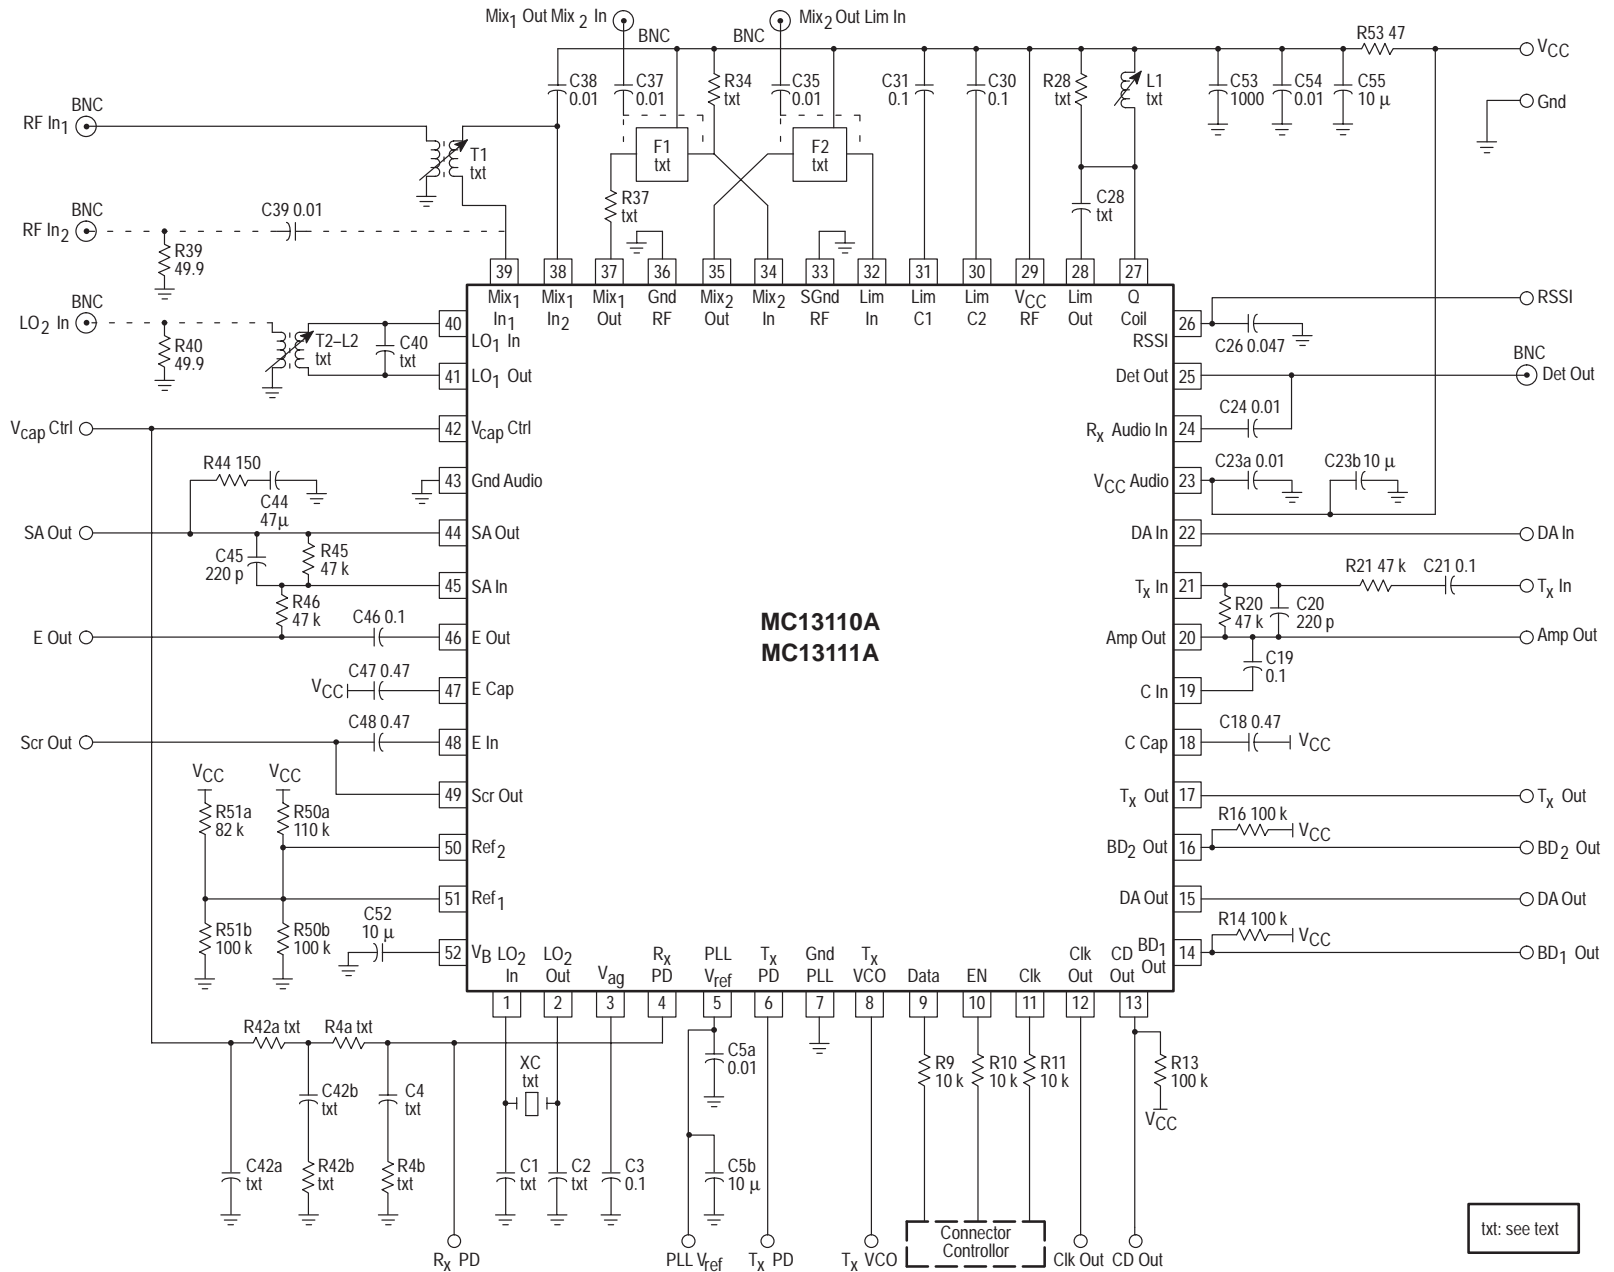 Mix1 Out Mix 2 In
Mix2 Out Lim In
BNC
BNC
R53 47
VCC
C38
0.01
C37
0.01
R34
txt
C35
0.01
C31
0.1
C30
0.1
R28
txt
L1
txt
C53
1000
C54
0.01
C55
10 µ
Gnd
BNC
RF In1
T1
txt
F1
txt
F2
txt
R37
txt
C28
txt
BNC
RF In2
C39 0.01
R39
49.9
39 38 37 36 35 34 33 32 31 30 29 28 27
Mix1 In1
Mix1 In2
Mix1 Out
Gnd RF
Mix2 Out
Mix2 In
SGnd RF
Lim In
Lim C1
Lim C2
VCC RF
Lim Out
Q Coil
BNC
LO2 In
R40
49.9
T2–L2
txt
C40
txt
40
LO1 In
41
LO1 Out
26
RSSI
RSSI
C26 0.047
25
Det Out
BNC
Det Out
C24 0.01
24
Rx Audio In
Vcap Ctrl
42
Vcap Ctrl
R44 150
C44
47µ
43
Gnd Audio
C23a 0.01
C23b 10 µ
23
VCC Audio
SA Out
44
SA Out
C45
220 p
R45
47 k
22
DA In
DA In
45
SA In
R46
47 k
21
Tx In
R21 47 k
C21 0.1
Tx In
R20
47 k
C20
220 p
E Out
C46 0.1
46
E Out
MC13110A
MC13111A
20
Amp Out
Amp Out
C19
0.1
VCC
C47 0.47
47
E Cap
19
C In
Scr Out
C48 0.47
48
E In
18
C Cap
C18 0.47
VCC
VCC
VCC
R51a
82 k
R50a
110 k
49
Scr Out
17
Tx Out
Tx Out
50
Ref2
R16 100 k
VCC
16
BD2 Out
BD2 Out
51
Ref1
15
DA Out
DA Out
R51b
100 k
R50b
100 k
C52
10 µ
52
VB
R14 100 k
VCC
14
BD1 Out
BD1 Out
LO2 In
LO2 Out
Vag
Rx PD
PLL Vref
Tx PD
Gnd PLL
Tx VCO
Data
EN
Clk
Clk Out
CD Out
1 2 3 4 5 6 7 8 9 10 11 12 13
R42a txt
R4a txt
C42b
txt
C4
txt
XC
txt
C5a
0.01
R9
10 k
R10
10 k
R11
10 k
R13
100 k
VCC
C42a
txt
R42b
txt
R4b
txt
C1
txt
C2
txt
C3
0.1
C5b
10 µ
Connector
Controllor
txt: see text
Rx PD
PLL Vref
Tx PD
Tx VCO
Clk Out
CD Out